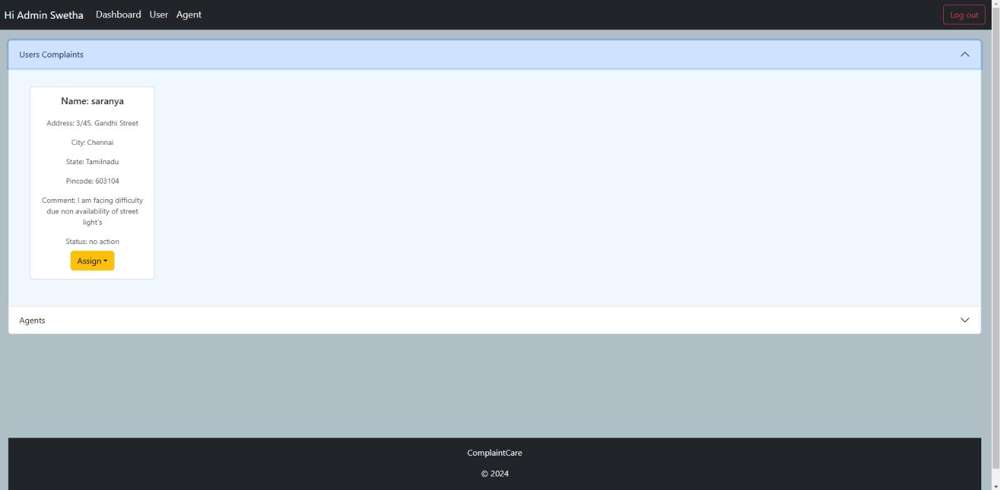 Hi Admin Swetha Dashboard User Agent Log out
Users Complaints
Name: saranya
Address: 3/45, Gandhi Street
City: Chennai
State: Tamilnadu
Pincode: 603104
Comment: I am facing difficulty
due non availability of street
light's
Status: no action
Assign
Agents
ComplaintCare
© 2024